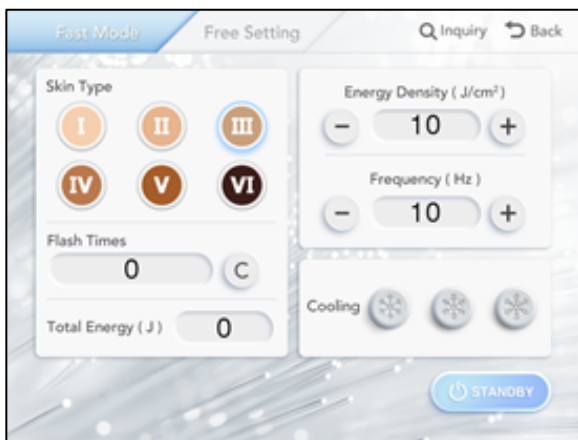 Fast Mode
Free Setting
Inquiry
Back
Skin Type
I
II
III
IV
V
VI
Flash Times
0
C
Total Energy ( J )
0
Energy Density ( J/cm² )
−
10
+
Frequency ( Hz )
−
10
+
Cooling
STANDBY